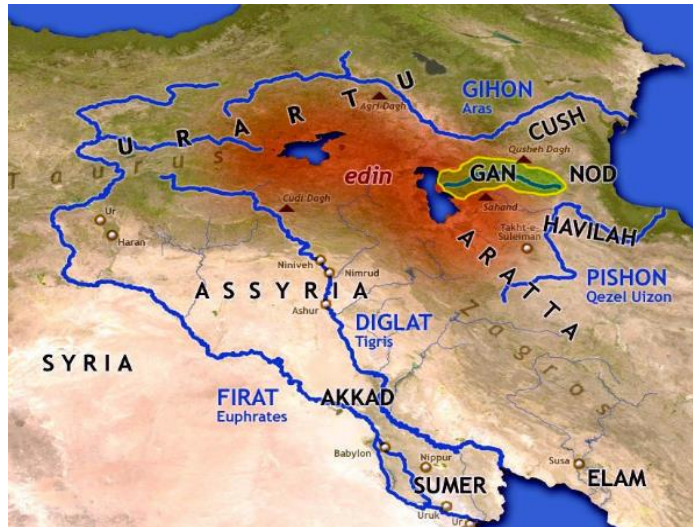 GIHON
Aras
CUSH
URARTU
Agri Dagh
Qusheh Dagh
Taurus
edin
GAN
NOD
Cudi Dagh
Sahand
Ur
Haran
Takht-e-
Suleiman
HAVILAH
ARATTA
Niniveh
Nimrud
ASSYRIA
PISHON
Qezel Uizon
Ashur
DIGLAT
Tigris
Zagros
SYRIA
FIRAT
Euphrates
AKKAD
Babylon
Nippur
Susa
SUMER
ELAM
Uruk
Ur